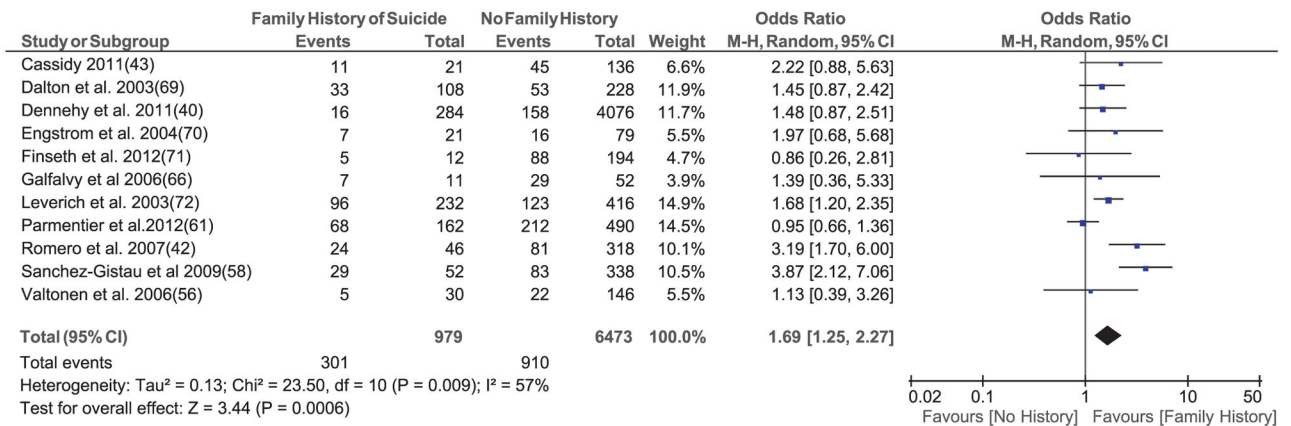 Family History of Suicide No Family History Odds Ratio Odds Ratio
Study or Subgroup Events Total Events Total Weight M-H, Random, 95% CI M-H, Random, 95% CI
Cassidy 2011(43) 11 21 45 136 6.6% 2.22 [0.88, 5.63]
Dalton et al. 2003(69) 33 108 53 228 11.9% 1.45 [0.87, 2.42]
Dennehy et al. 2011(40) 16 284 158 4076 11.7% 1.48 [0.87, 2.51]
Engstrom et al. 2004(70) 7 21 16 79 5.5% 1.97 [0.68, 5.68]
Finseth et al. 2012(71) 5 12 88 194 4.7% 0.86 [0.26, 2.81]
Galfalvy et al 2006(66) 7 11 29 52 3.9% 1.39 [0.36, 5.33]
Leverich et al. 2003(72) 96 232 123 416 14.9% 1.68 [1.20, 2.35]
Parmentier et al.2012(61) 68 162 212 490 14.5% 0.95 [0.66, 1.36]
Romero et al. 2007(42) 24 46 81 318 10.1% 3.19 [1.70, 6.00]
Sanchez-Gistau et al 2009(58) 29 52 83 338 10.5% 3.87 [2.12, 7.06]
Valtonen et al. 2006(56) 5 30 22 146 5.5% 1.13 [0.39, 3.26]
Total (95% CI) 979 6473 100.0% 1.69 [1.25, 2.27]
Total events 301 910
Heterogeneity: Tau² = 0.13; Chi² = 23.50, df = 10 (P = 0.009); I² = 57%
Test for overall effect: Z = 3.44 (P = 0.0006)
0.02 0.1 1 10 50
Favours [No History] Favours [Family History]